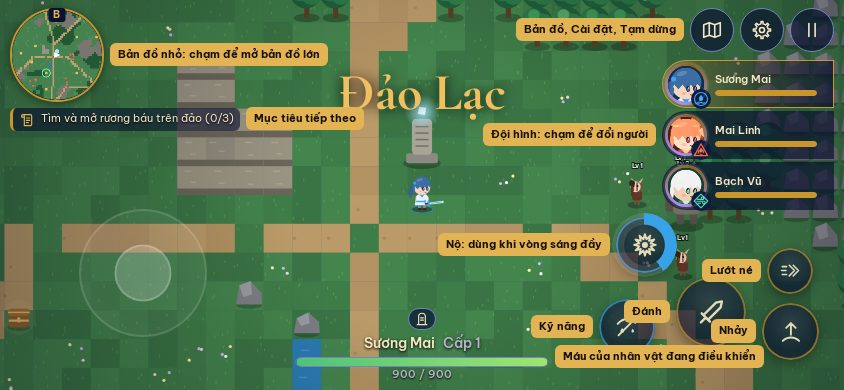 B
Bản đồ nhỏ: chạm để mở bản đồ lớn
Bản đồ, Cài đặt, Tạm dừng
Sương Mai
Đảo Lạc
Tìm và mở rương báu trên đảo (0/3)
Mục tiêu tiếp theo
Đội hình: chạm để đổi người
Mai Linh
Lv1
Bạch Vũ
Nộ: dùng khi vòng sáng đầy
Lv1
Lướt né
Đánh
Kỹ năng
Nhảy
Sương Mai Cấp 1
Máu của nhân vật đang điều khiển
900 / 900